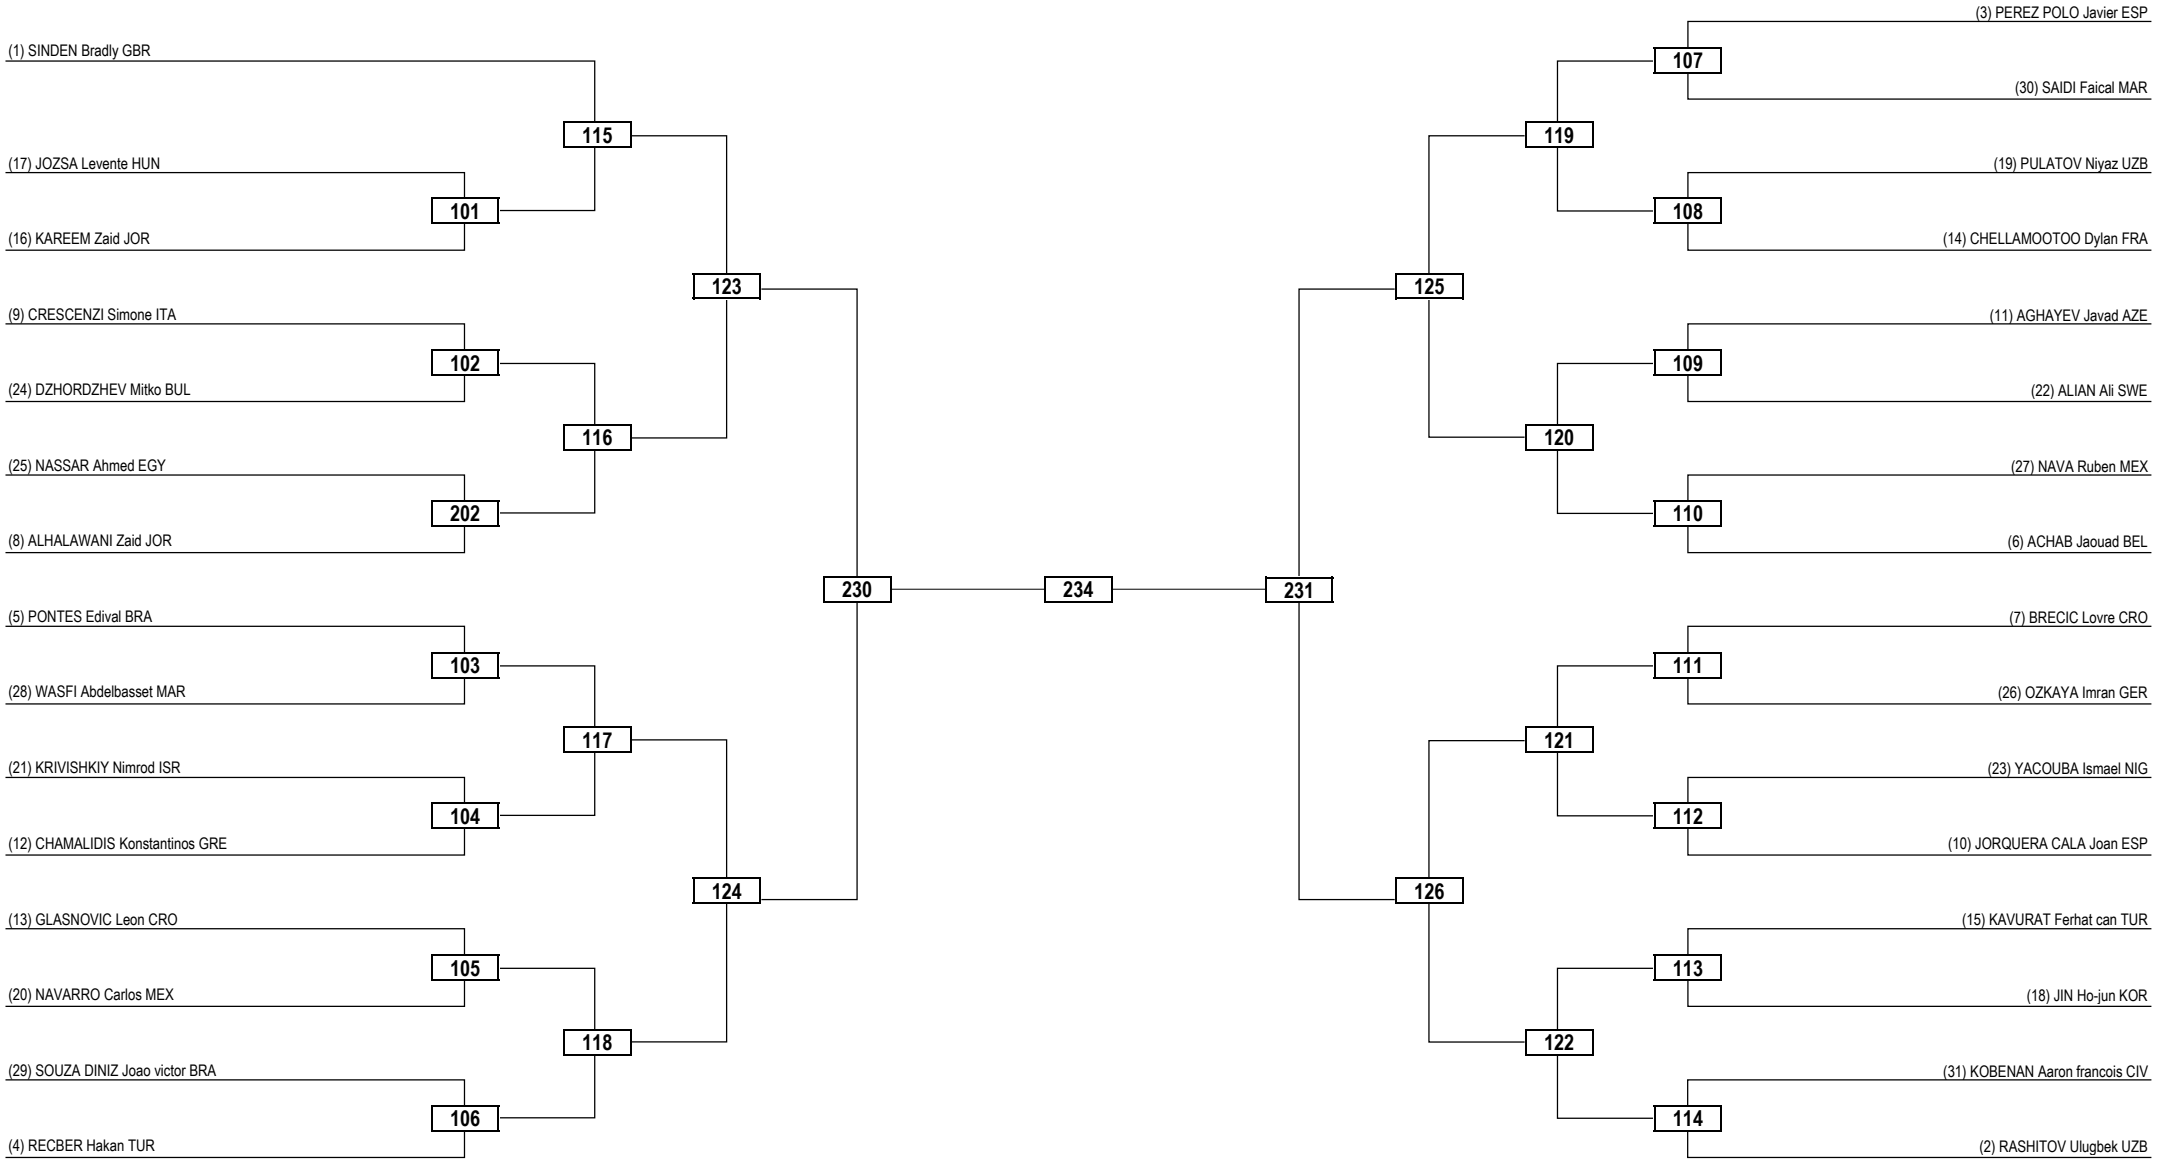 (3) PEREZ POLO Javier ESP
(1) SINDEN Bradly GBR
107
(30) SAIDI Faical MAR
115
119
(17) JOZSA Levente HUN
(19) PULATOV Niyaz UZB
101
108
(16) KAREEM Zaid JOR
(14) CHELLAMOOTOO Dylan FRA
123
125
(9) CRESCENZI Simone ITA
(11) AGHAYEV Javad AZE
102
109
(24) DZHORDZHEV Mitko BUL
(22) ALIAN Ali SWE
116
120
(25) NASSAR Ahmed EGY
(27) NAVA Ruben MEX
202
110
(8) ALHALAWANI Zaid JOR
(6) ACHAB Jaouad BEL
230
234
231
(5) PONTES Edival BRA
(7) BRECIC Lovre CRO
103
111
(28) WASFI Abdelbasset MAR
(26) OZKAYA Imran GER
117
121
(21) KRIVISHKIY Nimrod ISR
(23) YACOUBA Ismael NIG
104
112
(12) CHAMALIDIS Konstantinos GRE
(10) JORQUERA CALA Joan ESP
124
126
(13) GLASNOVIC Leon CRO
(15) KAVURAT Ferhat can TUR
105
113
(20) NAVARRO Carlos MEX
(18) JIN Ho-jun KOR
118
122
(29) SOUZA DINIZ Joao victor BRA
(31) KOBENAN Aaron francois CIV
106
114
(4) RECBER Hakan TUR
(2) RASHITOV Ulugbek UZB